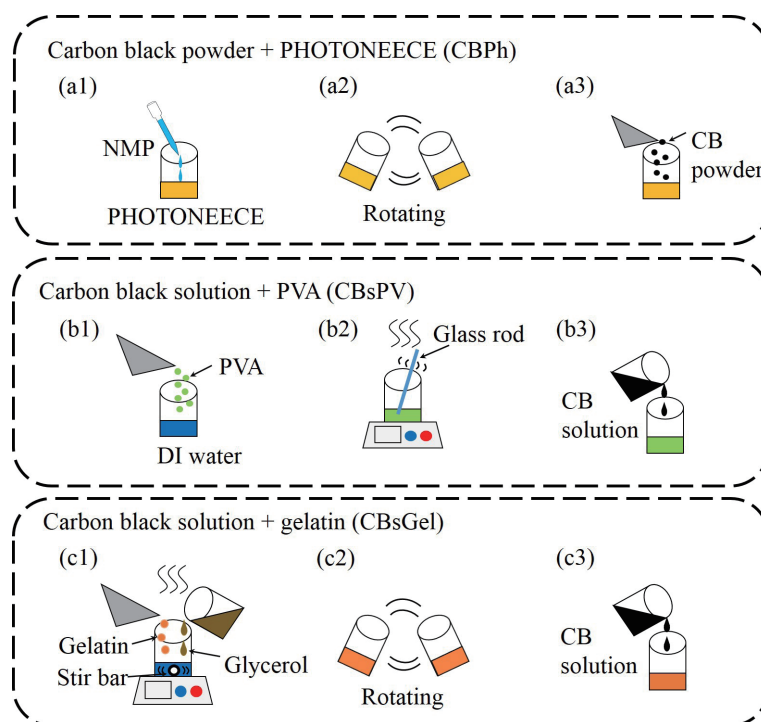 Carbon black powder + PHOTONEECE (CBPh)
(a1)
(a2)
(a3)
NMP
CB
powder
PHOTONEECE
Rotating
Carbon black solution + PVA (CBsPV)
(b1)
(b2)
(b3)
Glass rod
PVA
CB
solution
DI water
Carbon black solution + gelatin (CBsGel)
(c1)
(c2)
(c3)
Gelatin
Glycerol
Stir bar
Rotating
CB
solution